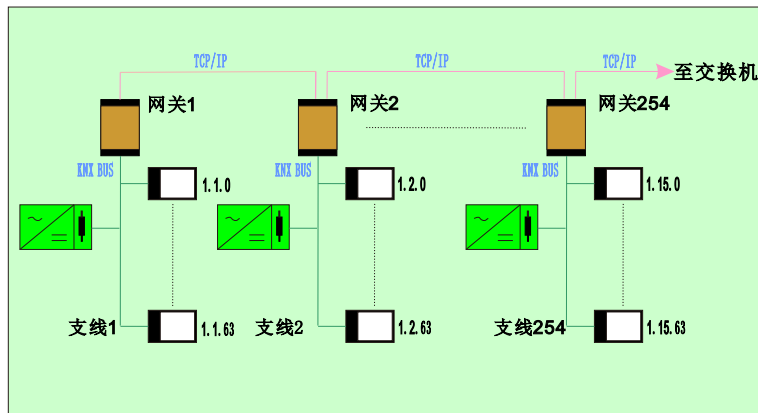 TCP/IP
TCP/IP
TCP/IP
至交换机
网关1
网关2
网关254
KNX BUS
KNX BUS
KNX BUS
1.1.0
1.2.0
1.15.0
支线1
1.1.63
支线2
1.2.63
支线254
1.15.63